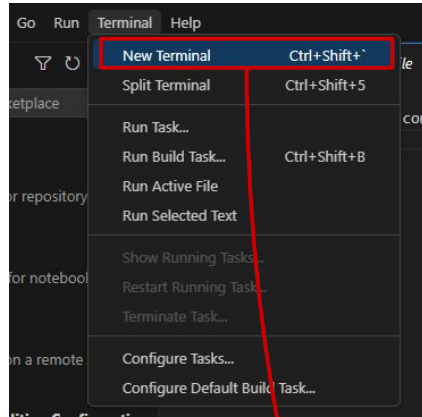 Go Run Terminal Help
New Terminal Ctrl+Shift+`
Split Terminal Ctrl+Shift+5
Run Task...
Run Build Task... Ctrl+Shift+B
or repository
Run Active File
Run Selected Text
Show Running Tasks...
for notebool
Restart Running Task...
Terminate Task...
on a remote
Configure Tasks...
Configure Default Build Task...